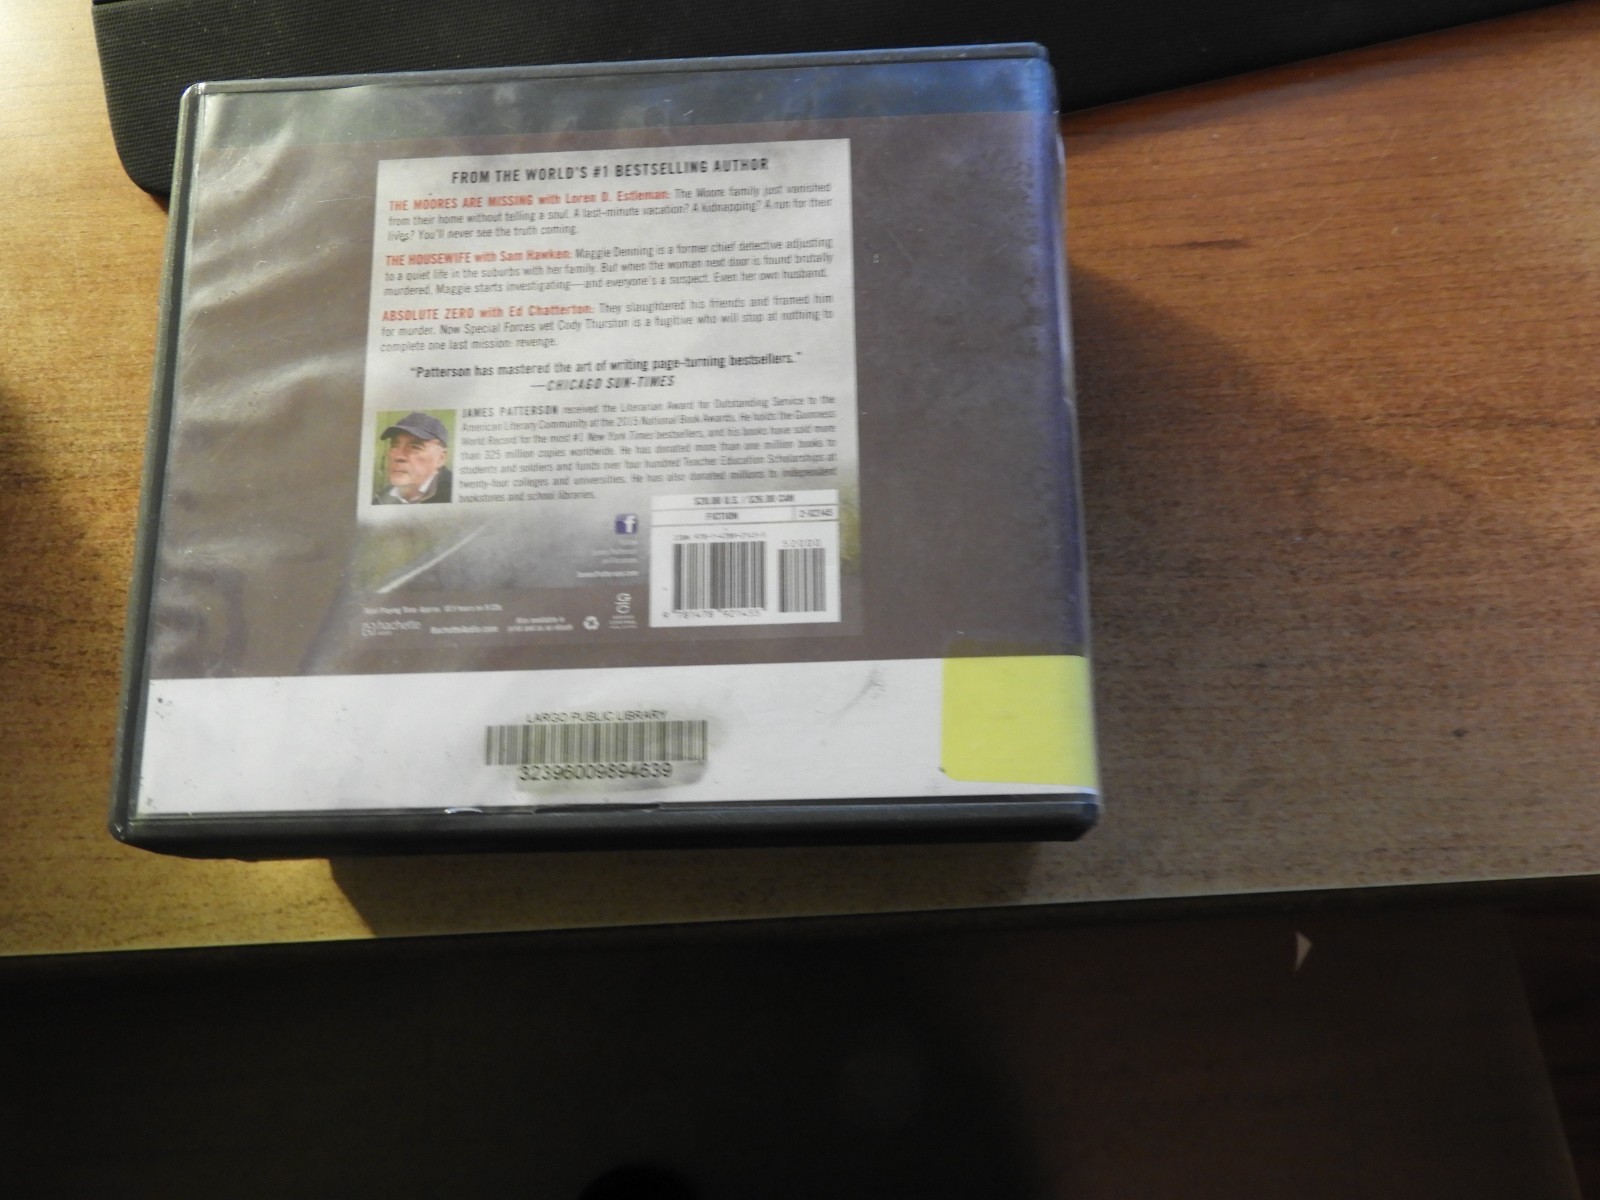 FROM THE WORLD'S #1 BESTSELLING AUTHOR
THE MOORES ARE MISSING with Loren D. Estleman: The Moore family just vanished
from their home without telling a soul. A last-minute vacation? A kidnapping? A run for their
lives? You'll never see the truth coming.
THE HOUSEWIFE with Sam Hawken: Maggie Denning is a former chief detective adjusting
to a quiet life in the suburbs with her family. But when the woman next door is found brutally
murdered, Maggie starts investigating—and everyone's a suspect. Even her own husband.
ABSOLUTE ZERO with Ed Chatterton: They slaughtered his friends and framed him
for murder. Now Special Forces vet Cody Thurston is a fugitive who will stop at nothing to
complete one last mission: revenge.
"Patterson has mastered the art of writing page-turning bestsellers."
—CHICAGO SUN-TIMES
JAMES PATTERSON received the Literarian Award for Outstanding Service to the
American Literary Community at the 2015 National Book Awards. He holds the Guinness
World Record for the most #1 New York Times bestsellers, and his books have sold more
than 325 million copies worldwide. He has donated more than one million books to
students and soldiers and funds over four hundred Teacher Education Scholarships at
twenty-four colleges and universities. He has also donated millions to independent
bookstores and school libraries.
FICTION
f
hachette
HachetteAudio.com
LARGO PUBLIC LIBRARY
32396009894639